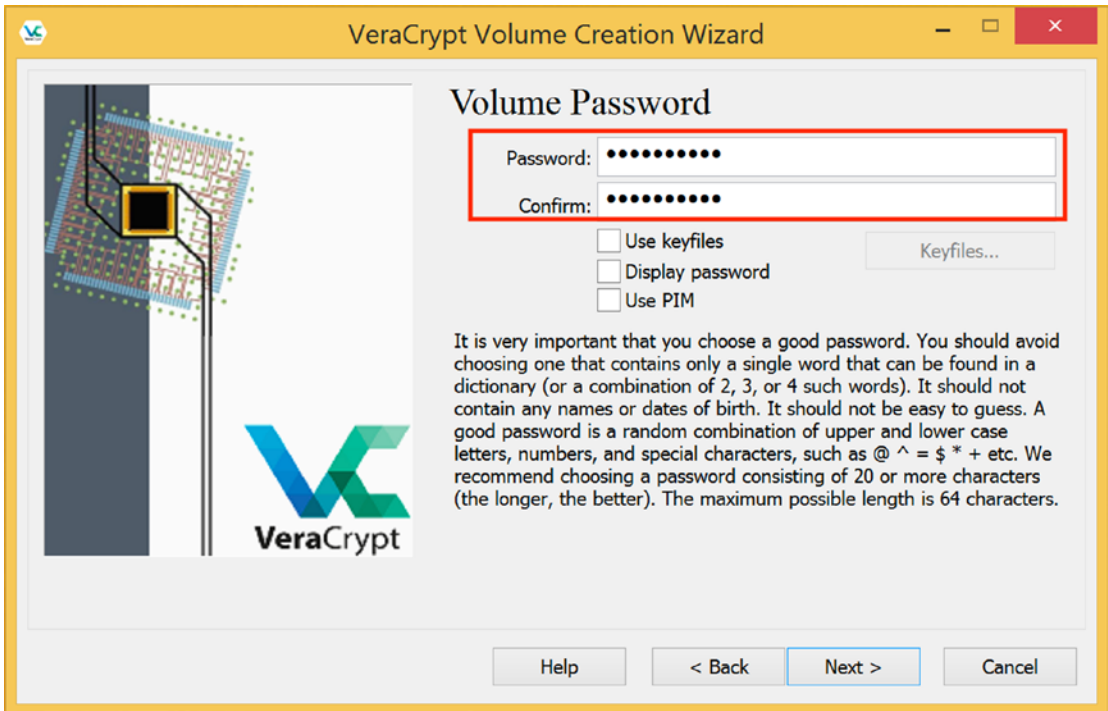 VeraCrypt Volume Creation Wizard
Volume Password
Password: ●●●●●●●●●●
Confirm: ●●●●●●●●●●
Use keyfiles
Keyfiles...
Display password
Use PIM
It is very important that you choose a good password. You should avoid
choosing one that contains only a single word that can be found in a
dictionary (or a combination of 2, 3, or 4 such words). It should not
contain any names or dates of birth. It should not be easy to guess. A
good password is a random combination of upper and lower case
letters, numbers, and special characters, such as @ ^ = $ * + etc. We
recommend choosing a password consisting of 20 or more characters
(the longer, the better). The maximum possible length is 64 characters.
VeraCrypt
Help
< Back
Next >
Cancel